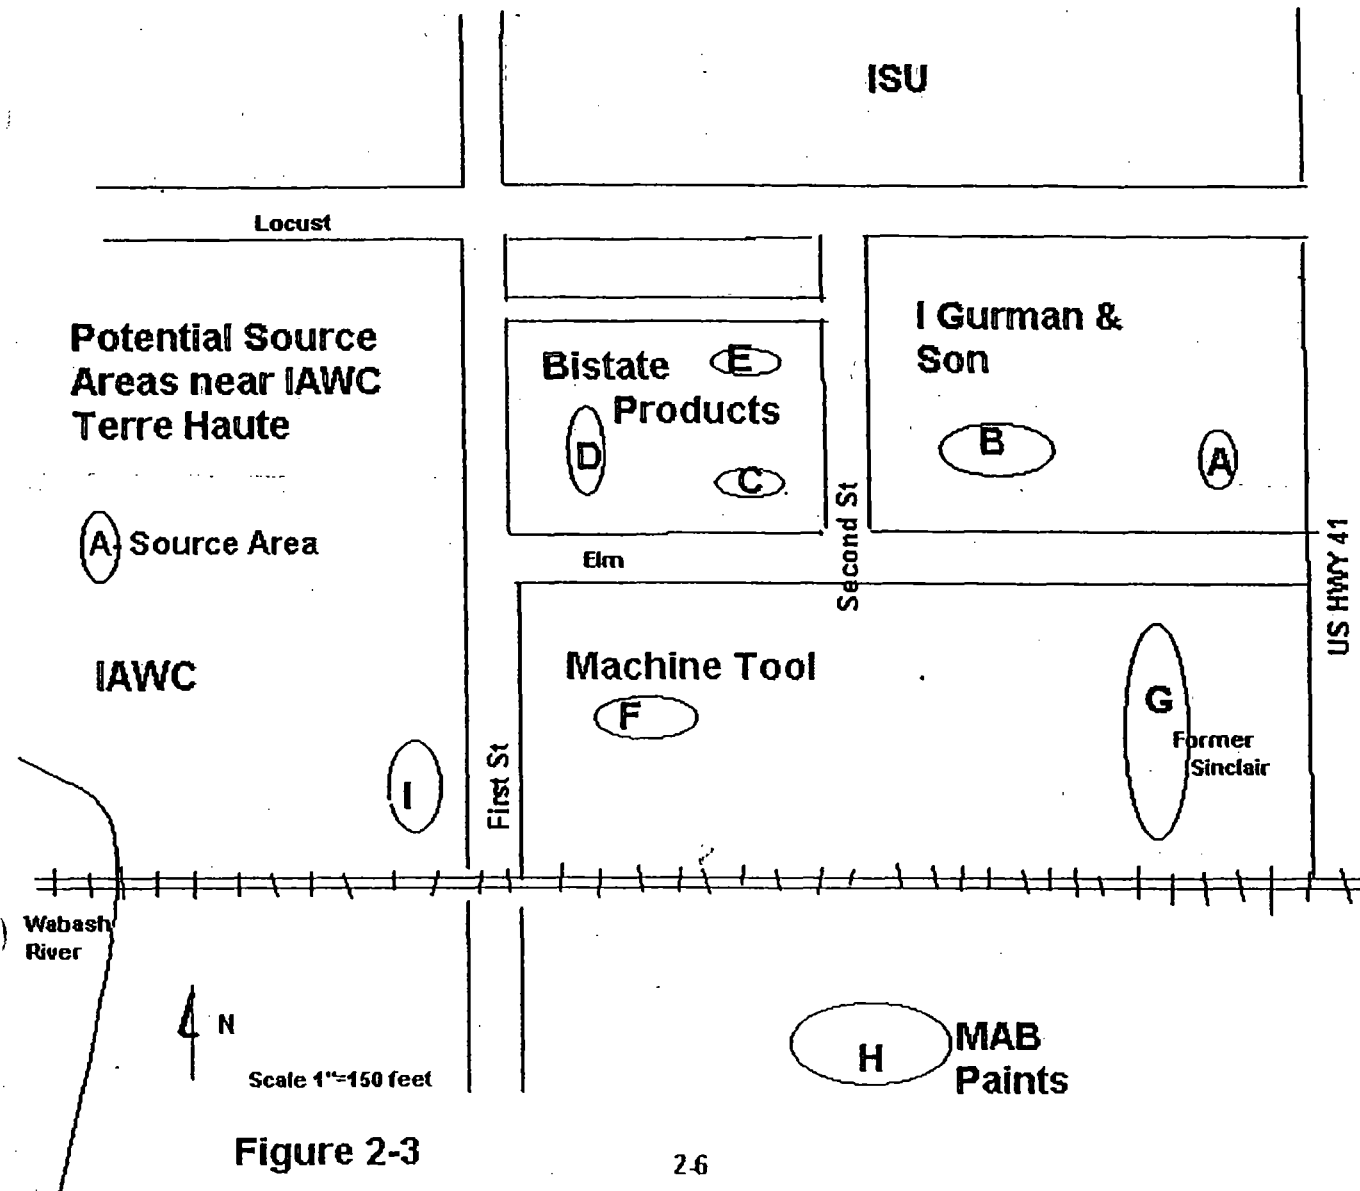 ISU
Locust
Potential Source
Areas near IAWC
Terre Haute
A Source Area
IAWC
Bistate
Products
E
D
C
I Gurman &
Son
B
A
Elm
Second St
US HWY 41
Machine Tool
F
G
Former
Sinclair
I
First St
Wabash
River
N
Scale 1"=150 feet
H
MAB
Paints
Figure 2-3
2-6